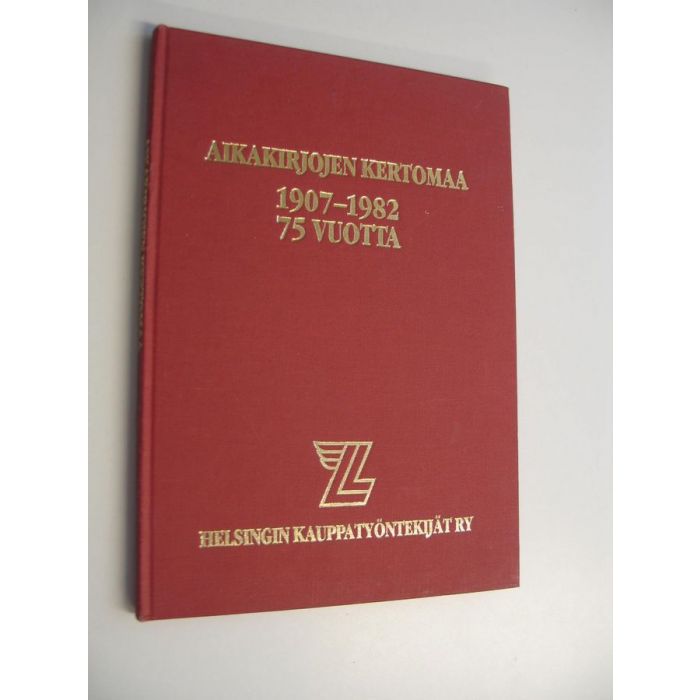 AIKAKIRJOJEN KERTOMAA
1907–1982
75 VUOTTA
HELSINGIN KAUPPATYÖNTEKIJÄT RY